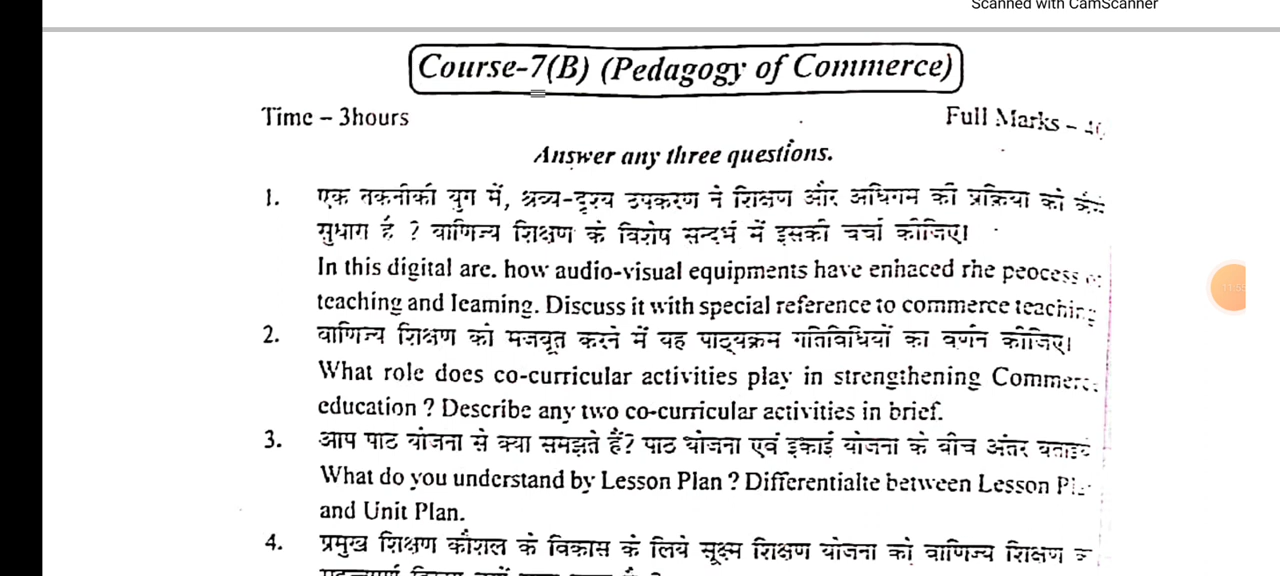 Scanned with CamScanner
Course-7(B) (Pedagogy of Commerce)
Time – 3hours
Full Marks –
Answer any three questions.
1. एक तकनीकी युग में, श्रव्य-दृश्य उपकरण ने शिक्षण और अधिगम की प्रक्रिया को कैसे
सुधारा है ? वाणिज्य शिक्षण के विशेष सन्दर्भ में इसकी चर्चा कीजिए।
In this digital are. how audio-visual equipments have enhaced rhe peocess
teaching and Ieaming. Discuss it with special reference to commerce teaching
2. वाणिज्य शिक्षण को मजबूत करने में यह पाठ्यक्रम गतिविधियों का वर्णन कीजिए।
What role does co-curricular activities play in strengthening Commerce
education ? Describe any two co-curricular activities in brief.
3. आप पाठ योजना से क्या समझते हैं? पाठ योजना एवं इकाई योजना के बीच अंतर बताइये
What do you understand by Lesson Plan ? Differentialte between Lesson
and Unit Plan.
4. प्रमुख शिक्षण कौशल के विकास के लिये सूक्ष्म शिक्षण योजना को वाणिज्य शिक्षण